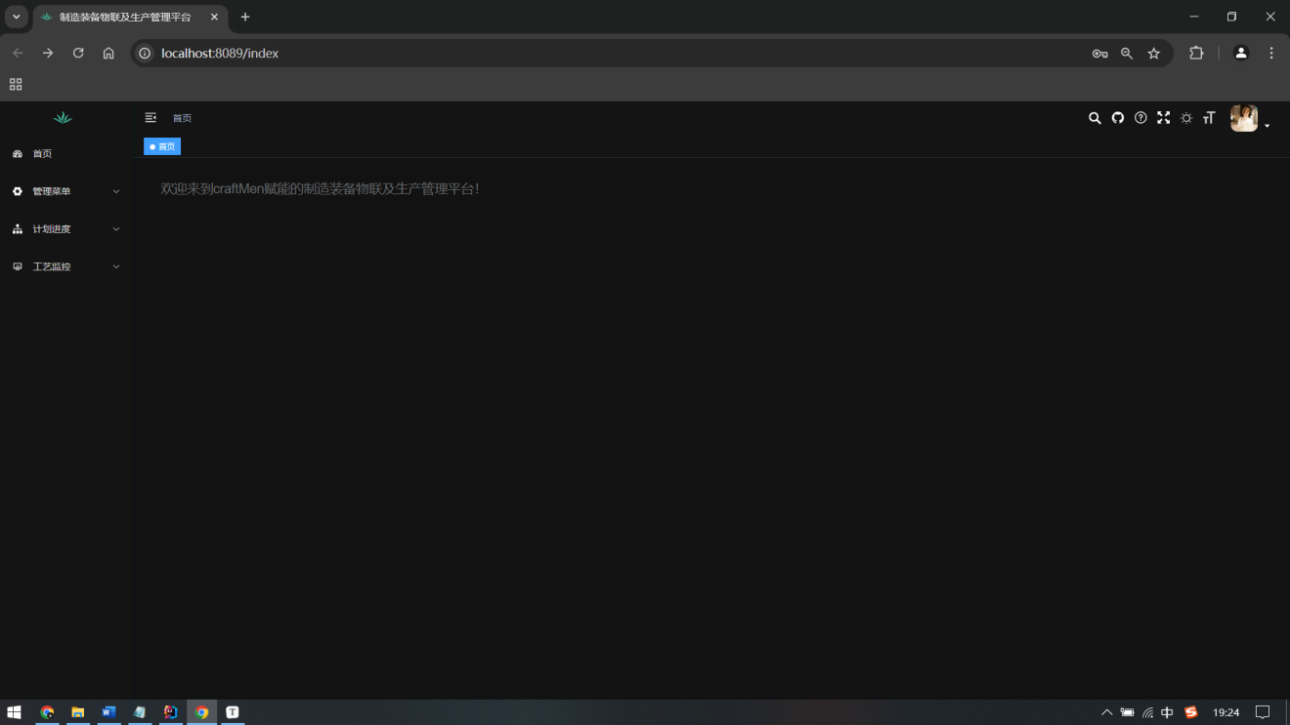 制造装备物联及生产管理平台
localhost:8089/index
首页
首页
首页
管理菜单
计划进度
工艺监控
欢迎来到craftMen赋能的制造装备物联及生产管理平台！
中
19:24